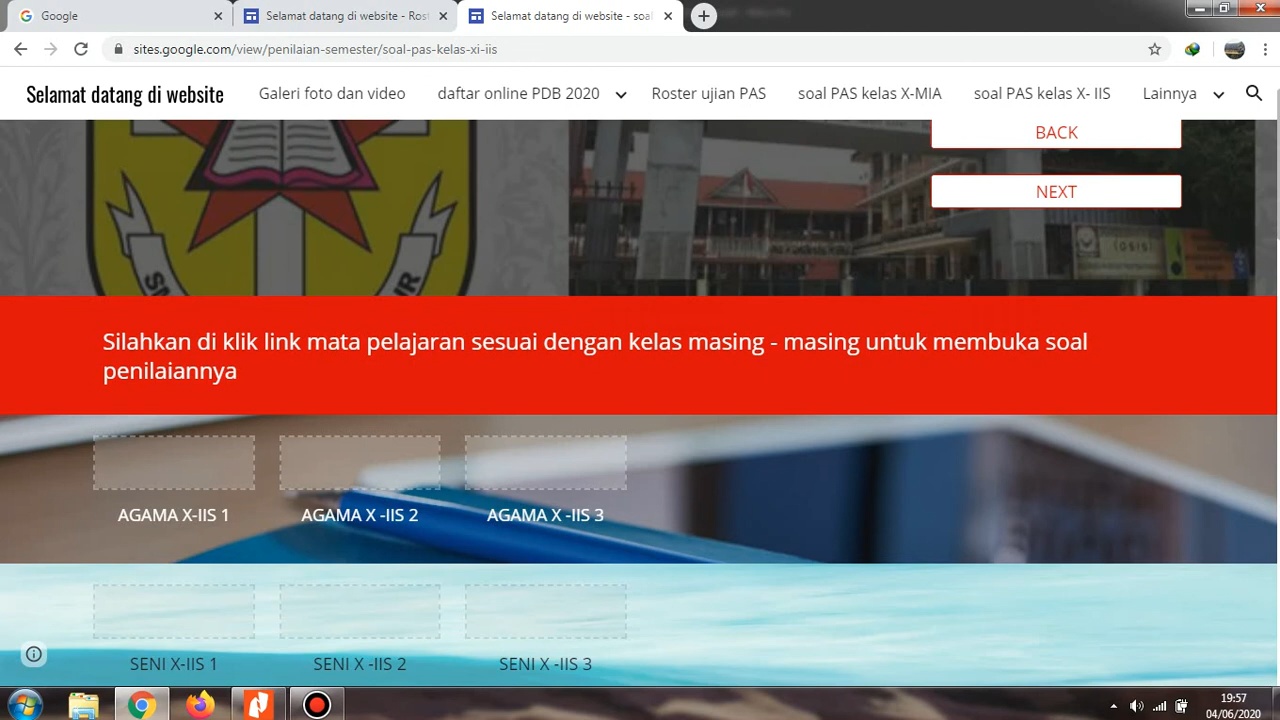 Google
Selamat datang di website - Rost
Selamat datang di website - soal
sites.google.com/view/penilaian-semester/soal-pas-kelas-xi-iis
Selamat datang di website
Galeri foto dan video
daftar online PDB 2020
Roster ujian PAS
soal PAS kelas X-MIA
soal PAS kelas X- IIS
Lainnya
BACK
NEXT
Silahkan di klik link mata pelajaran sesuai dengan kelas masing - masing untuk membuka soal
penilaiannya
AGAMA X-IIS 1
AGAMA X -IIS 2
AGAMA X -IIS 3
SENI X-IIS 1
SENI X -IIS 2
SENI X -IIS 3
19:57
04/06/2020